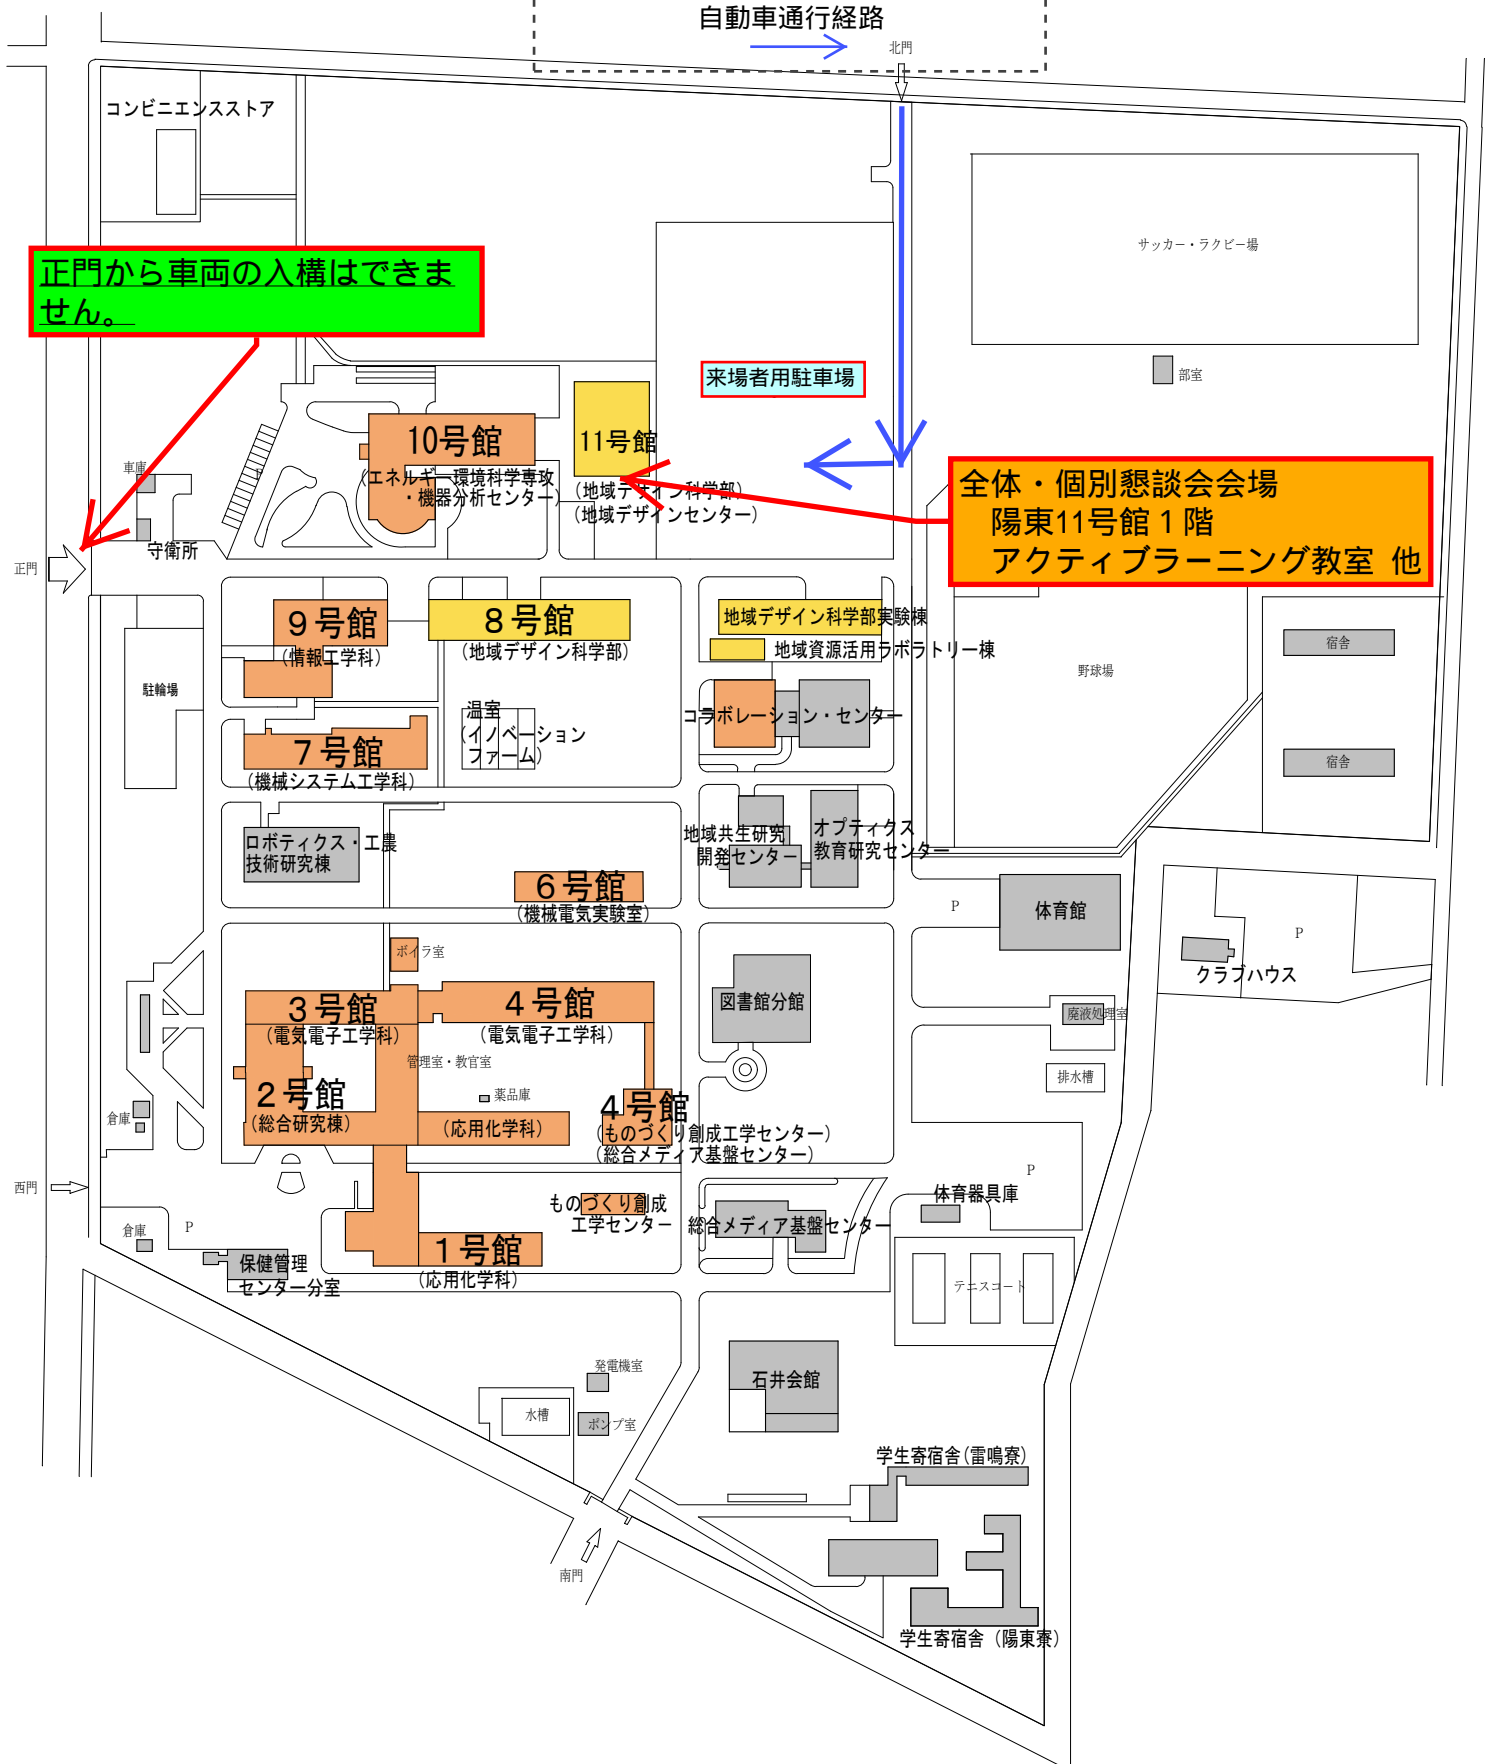 自動車通行経路
北門
コンビニエンスストア
サッカー・ラクビー場
正門から車両の入構はできま
せん。
来場者用駐車場
部室
10号館
(エネルギー環境科学専攻
・機器分析センター)
11号館
(地域デザイン科学部)
(地域デザインセンター)
全体・個別懇談会会場
陽東11号館1階
アクティブラーニング教室 他
車庫
P
守衛所
正門
9号館
(情報工学科)
8号館
(地域デザイン科学部)
地域デザイン科学部実験棟
地域資源活用ラボラトリー棟
宿舎
野球場
駐輪場
温室
(イノベーション
ファーム)
コラボレーション・センター
7号館
(機械システム工学科)
宿舎
ロボティクス・工農
技術研究棟
地域共生研究
開発センター
オプティクス
教育研究センター
6号館
(機械電気実験室)
P
体育館
P
クラブハウス
ボイラ室
3号館
(電気電子工学科)
4号館
(電気電子工学科)
図書館分館
廃液処理室
管理室・教官室
排水槽
2号館
(総合研究棟)
薬品庫
(応用化学科)
4号館
(ものづくり創成工学センター)
(総合メディア基盤センター)
倉庫
西門
P
体育器具庫
ものづくり創成
工学センター
総合メディア基盤センター
倉庫
P
保健管理
センター分室
1号館
(応用化学科)
テニスコート
発電機室
石井会館
水槽
ポンプ室
学生寄宿舎(雷鳴寮)
南門
学生寄宿舎(陽東寮)